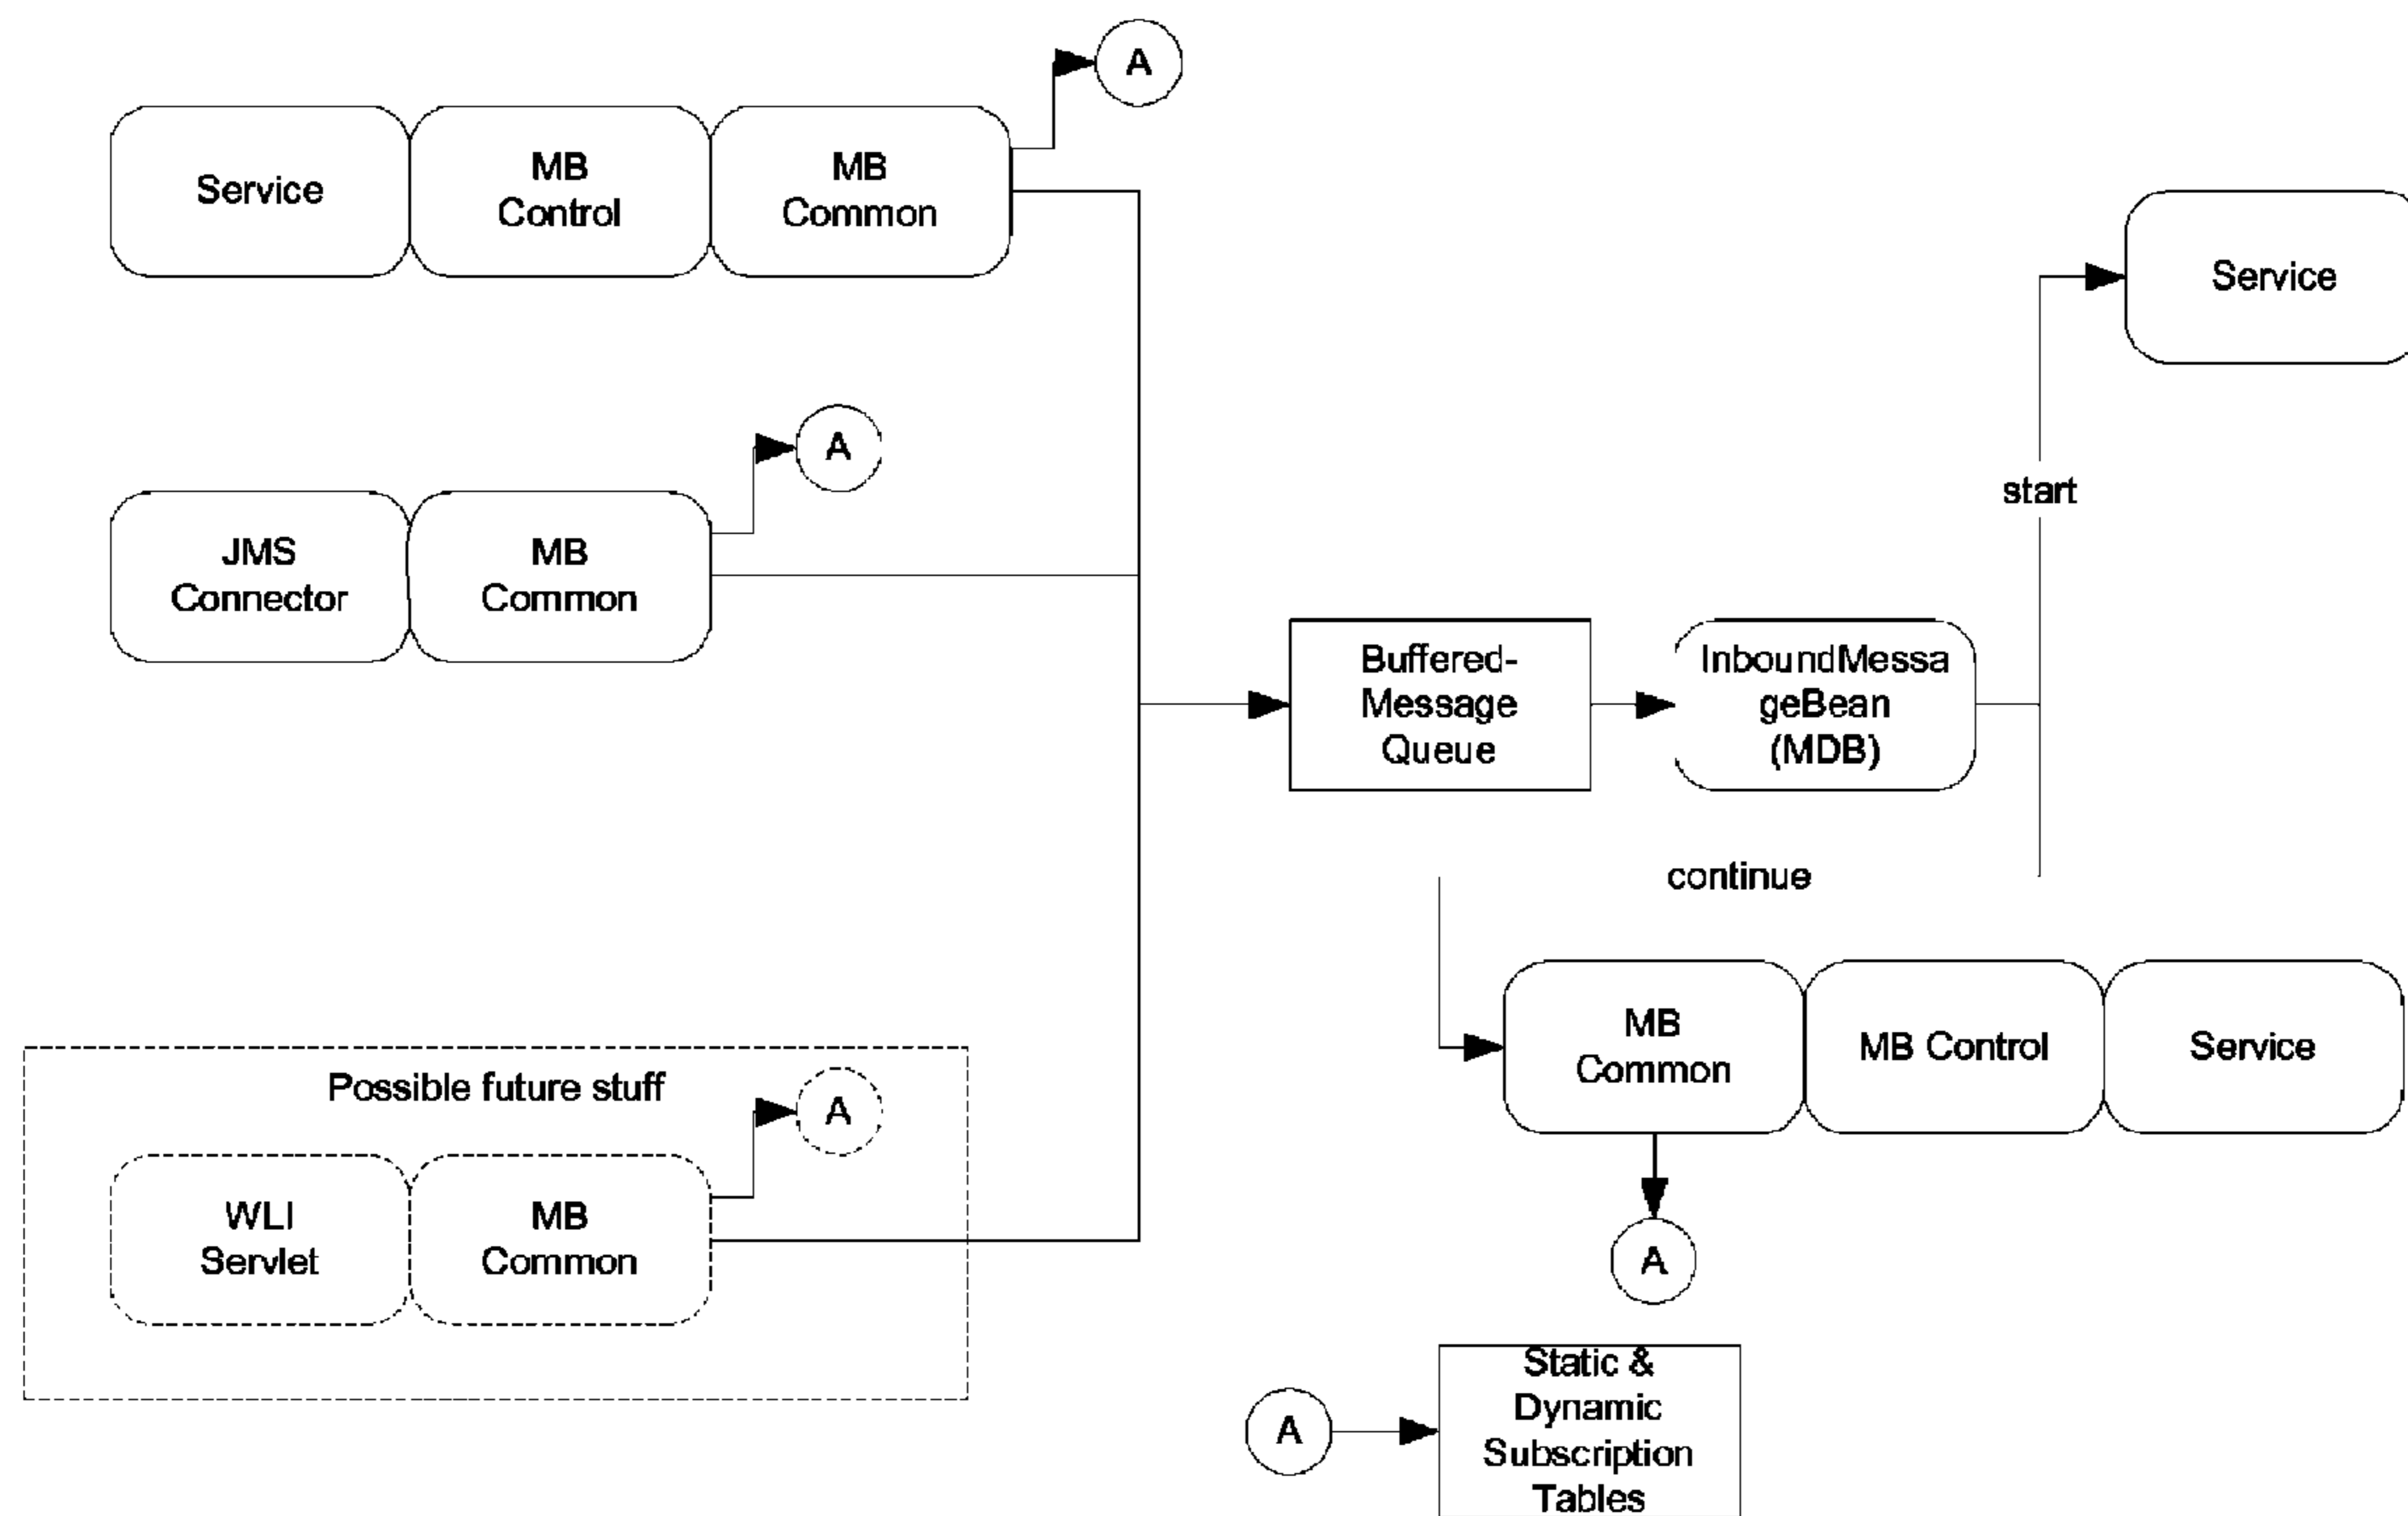 A
Service
MB
Control
MB
Common
Service
A
JMS
Connector
MB
Common
start
Buffered-
Message
Queue
InboundMessa
geBean
(MDB)
continue
MB
Common
MB Control
Service
Possible future stuff
A
WLI
Servlet
MB
Common
A
A
Static &
Dynamic
Subscription
Tables